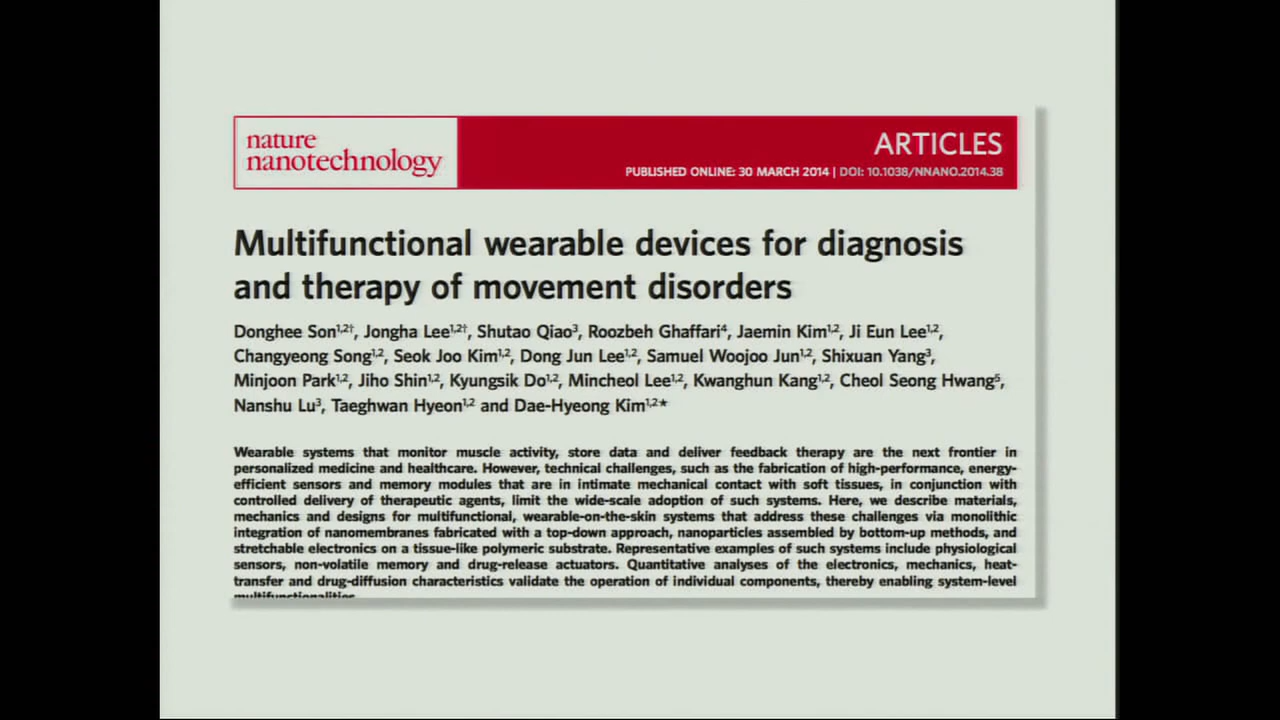 nature
nanotechnology
ARTICLES
PUBLISHED ONLINE: 30 MARCH 2014 | DOI: 10.1038/NNANO.2014.38
Multifunctional wearable devices for diagnosis
and therapy of movement disorders
Donghee Son1,2†, Jongha Lee1,2†, Shutao Qiao3, Roozbeh Ghaffari4, Jaemin Kim1,2, Ji Eun Lee1,2,
Changyeong Song1,2, Seok Joo Kim1,2, Dong Jun Lee1,2, Samuel Woojoo Jun1,2, Shixuan Yang3,
Minjoon Park1,2, Jiho Shin1,2, Kyungsik Do1,2, Mincheol Lee1,2, Kwanghun Kang1,2, Cheol Seong Hwang5,
Nanshu Lu3, Taeghwan Hyeon1,2 and Dae-Hyeong Kim1,2*
Wearable systems that monitor muscle activity, store data and deliver feedback therapy are the next frontier in
personalized medicine and healthcare. However, technical challenges, such as the fabrication of high-performance, energy-
efficient sensors and memory modules that are in intimate mechanical contact with soft tissues, in conjunction with
controlled delivery of therapeutic agents, limit the wide-scale adoption of such systems. Here, we describe materials,
mechanics and designs for multifunctional, wearable-on-the-skin systems that address these challenges via monolithic
integration of nanomembranes fabricated with a top-down approach, nanoparticles assembled by bottom-up methods, and
stretchable electronics on a tissue-like polymeric substrate. Representative examples of such systems include physiological
sensors, non-volatile memory and drug-release actuators. Quantitative analyses of the electronics, mechanics, heat-
transfer and drug-diffusion characteristics validate the operation of individual components, thereby enabling system-level
multifunctionalities.